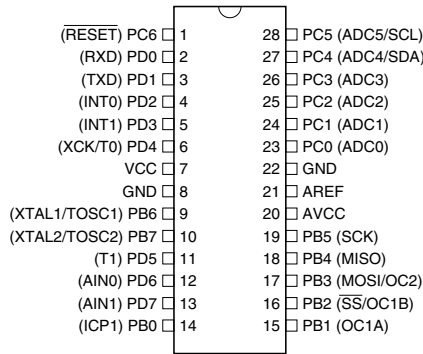 (RESET) PC6 1 28 PC5 (ADC5/SCL)
(RXD) PD0 2 27 PC4 (ADC4/SDA)
(TXD) PD1 3 26 PC3 (ADC3)
(INT0) PD2 4 25 PC2 (ADC2)
(INT1) PD3 5 24 PC1 (ADC1)
(XCK/T0) PD4 6 23 PC0 (ADC0)
VCC 7 22 GND
GND 8 21 AREF
(XTAL1/TOSC1) PB6 9 20 AVCC
(XTAL2/TOSC2) PB7 10 19 PB5 (SCK)
(T1) PD5 11 18 PB4 (MISO)
(AIN0) PD6 12 17 PB3 (MOSI/OC2)
(AIN1) PD7 13 16 PB2 (SS/OC1B)
(ICP1) PB0 14 15 PB1 (OC1A)